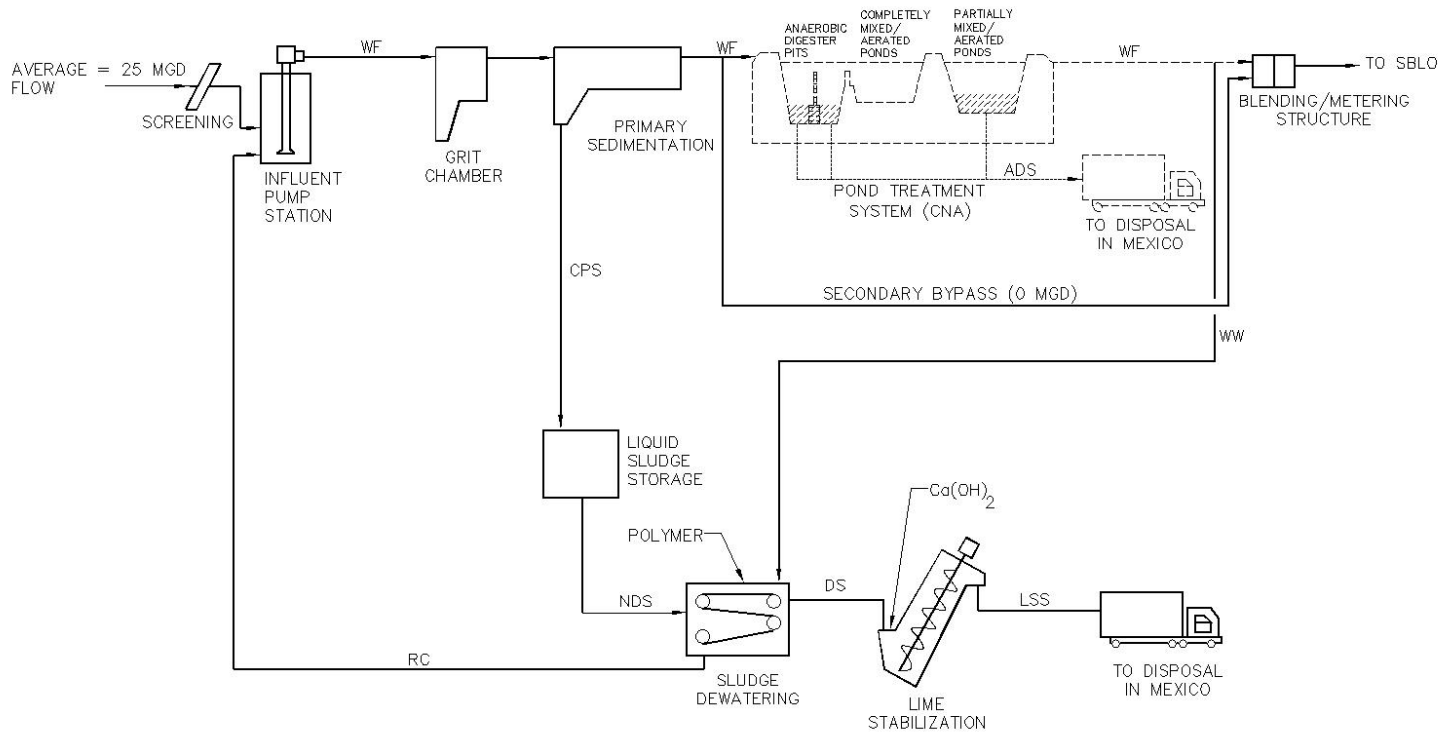 AVERAGE = 25 MGD
FLOW
SCREENING
INFLUENT
PUMP
STATION
WF
GRIT
CHAMBER
PRIMARY
SEDIMENTATION
WF
ANAEROBIC
DIGESTER
PITS
COMPLETELY
MIXED/
AERATED
PONDS
PARTIALLY
MIXED/
AERATED
PONDS
WF
TO SBLO
BLENDING/METERING
STRUCTURE
ADS
POND TREATMENT
SYSTEM (CNA)
TO DISPOSAL
IN MEXICO
CPS
SECONDARY BYPASS (0 MGD)
WW
LIQUID
SLUDGE
STORAGE
Ca(OH)2
POLYMER
NDS
DS
LSS
RC
SLUDGE
DEWATERING
LIME
STABILIZATION
TO DISPOSAL
IN MEXICO